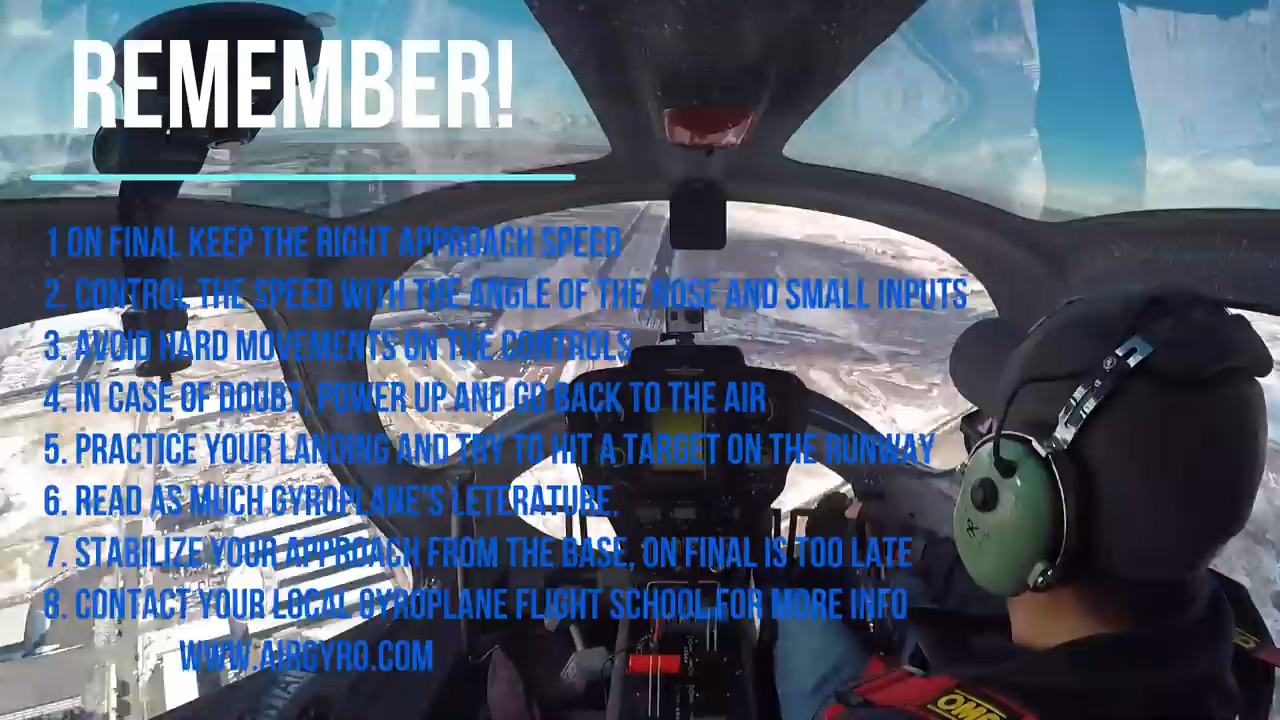 REMEMBER!
1 ON FINAL KEEP THE RIGHT APPROACH SPEED
2. CONTROL THE SPEED WITH THE ANGLE OF THE NOSE AND SMALL INPUTS
3. AVOID HARD MOVEMENTS ON THE CONTROLS
4. IN CASE OF DOUBT, POWER UP AND GO BACK TO THE AIR
5. PRACTICE YOUR LANDING AND TRY TO HIT A TARGET ON THE RUNWAY
6. READ AS MUCH GYROPLANE'S LETERATURE.
7. STABILIZE YOUR APPROACH FROM THE BASE, ON FINAL IS TOO LATE
8. CONTACT YOUR LOCAL GYROPLANE FLIGHT SCHOOL FOR MORE INFO
WWW.AIRGYRO.COM
OMP